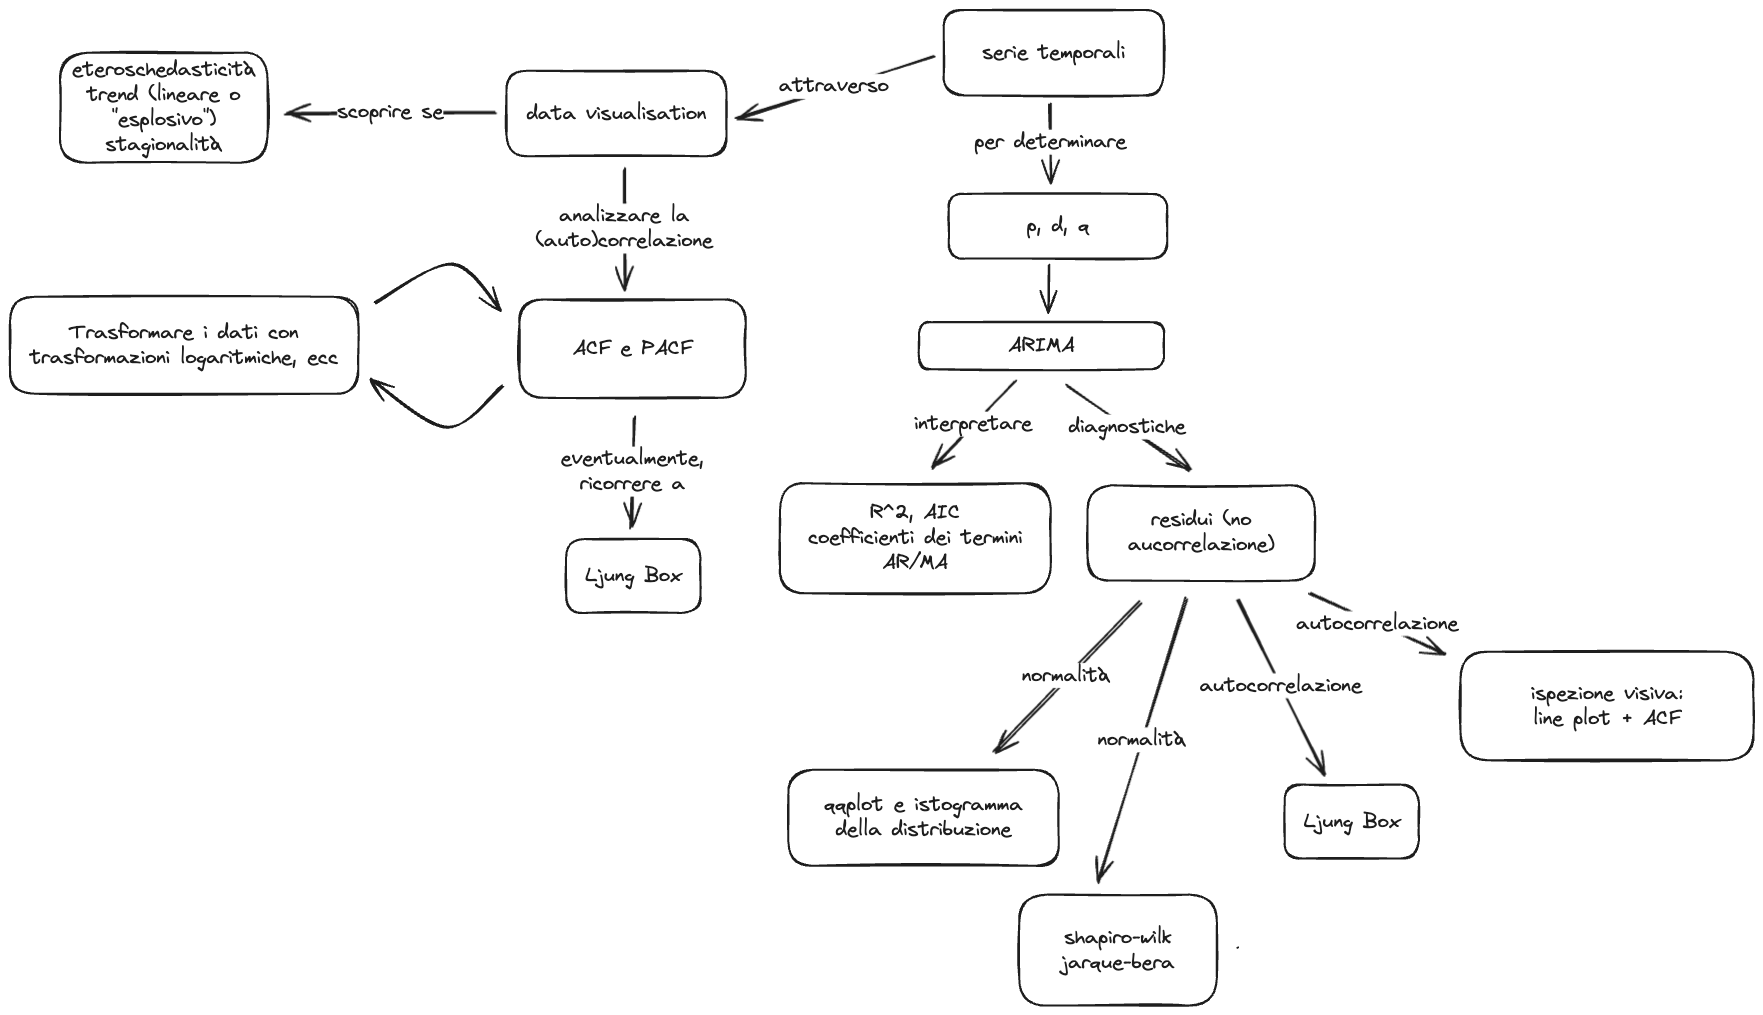 serie temporali
attraverso
data visualisation
scoprire se
eteroschedasticità
trend (lineare o
"esplosivo")
stagionalità
analizzare la
(auto)correlazione
ACF e PACF
Trasformare i dati con
trasformazioni logaritmiche, ecc
eventualmente,
ricorrere a
Ljung Box
per determinare
p, d, q
ARIMA
interpretare
R^2, AIC
coefficienti dei termini
AR/MA
diagnostiche
residui (no
aucorrelazione)
normalità
qqplot e istogramma
della distribuzione
normalità
shapiro-wilk
jarque-bera
autocorrelazione
Ljung Box
autocorrelazione
ispezione visiva:
line plot + ACF